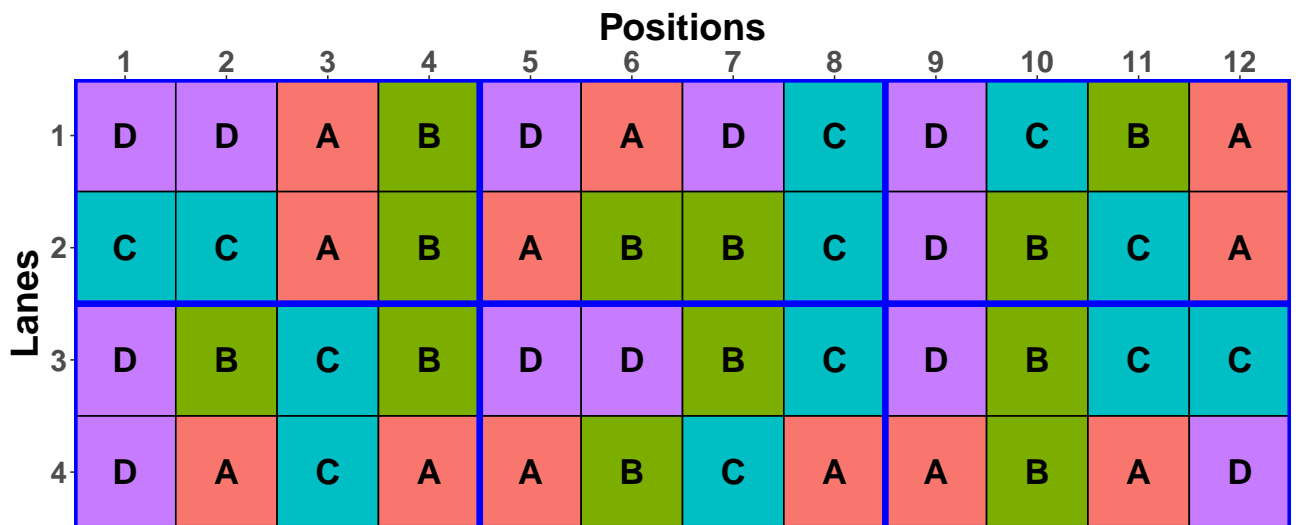 Positions
1 2 3 4 5 6 7 8 9 10 11 12
Lanes
1 D D A B D A D C D C B A
2 C C A B A B B C D B C A
3 D B C B D D B C D B C C
4 D A C A A B C A A B A D